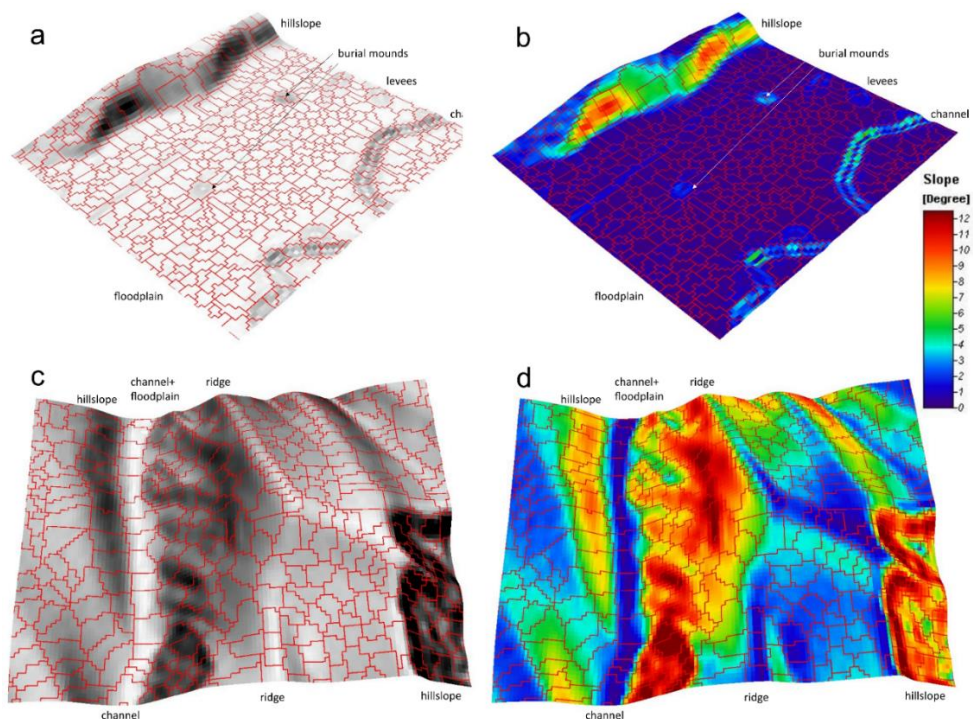 a
hillslope
burial mounds
levees
cha
floodplain
b
hillslope
burial mounds
levees
channel
floodplain
Slope
[Degree]
12
10
9
8
7
6
5
4
3
2
1
0
c
hillslope
channel+
floodplain
ridge
channel
ridge
hillslope
d
hillslope
channel+
floodplain
ridge
channel
ridge
hillslope